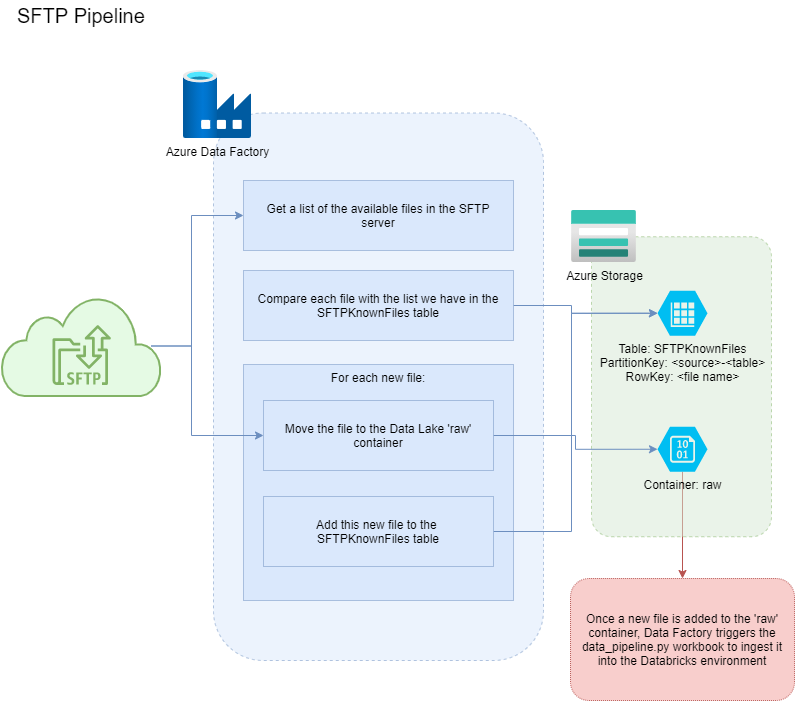 SFTP Pipeline
Azure Data Factory
Get a list of the available files in the SFTP
server
Compare each file with the list we have in the
SFTPKnownFiles table
For each new file:
Move the file to the Data Lake 'raw'
container
Add this new file to the
SFTPKnownFiles table
SFTP
Azure Storage
Table: SFTPKnownFiles
PartitionKey: <source>-<table>
RowKey: <file name>
10
01
Container: raw
Once a new file is added to the 'raw'
container, Data Factory triggers the
data_pipeline.py workbook to ingest it
into the Databricks environment